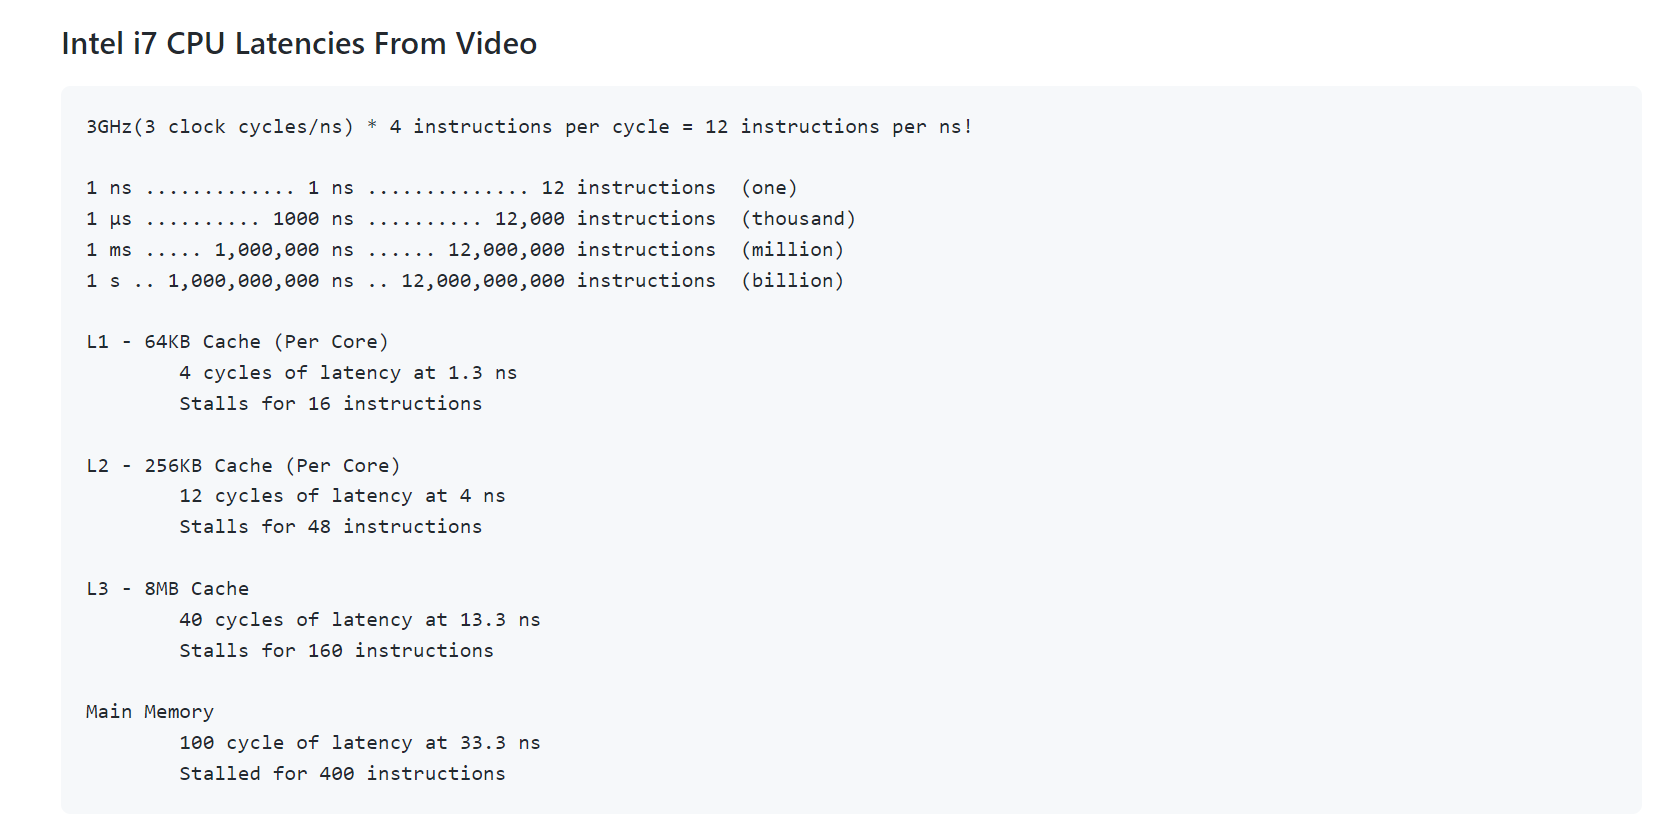 Intel i7 CPU Latencies From Video
3GHz(3 clock cycles/ns) * 4 instructions per cycle = 12 instructions per ns!
1 ns ............. 1 ns .............. 12 instructions  (one)
1 µs .......... 1000 ns .......... 12,000 instructions  (thousand)
1 ms ..... 1,000,000 ns ...... 12,000,000 instructions  (million)
1 s .. 1,000,000,000 ns .. 12,000,000,000 instructions  (billion)
L1 - 64KB Cache (Per Core)
4 cycles of latency at 1.3 ns
Stalls for 16 instructions
L2 - 256KB Cache (Per Core)
12 cycles of latency at 4 ns
Stalls for 48 instructions
L3 - 8MB Cache
40 cycles of latency at 13.3 ns
Stalls for 160 instructions
Main Memory
100 cycle of latency at 33.3 ns
Stalled for 400 instructions